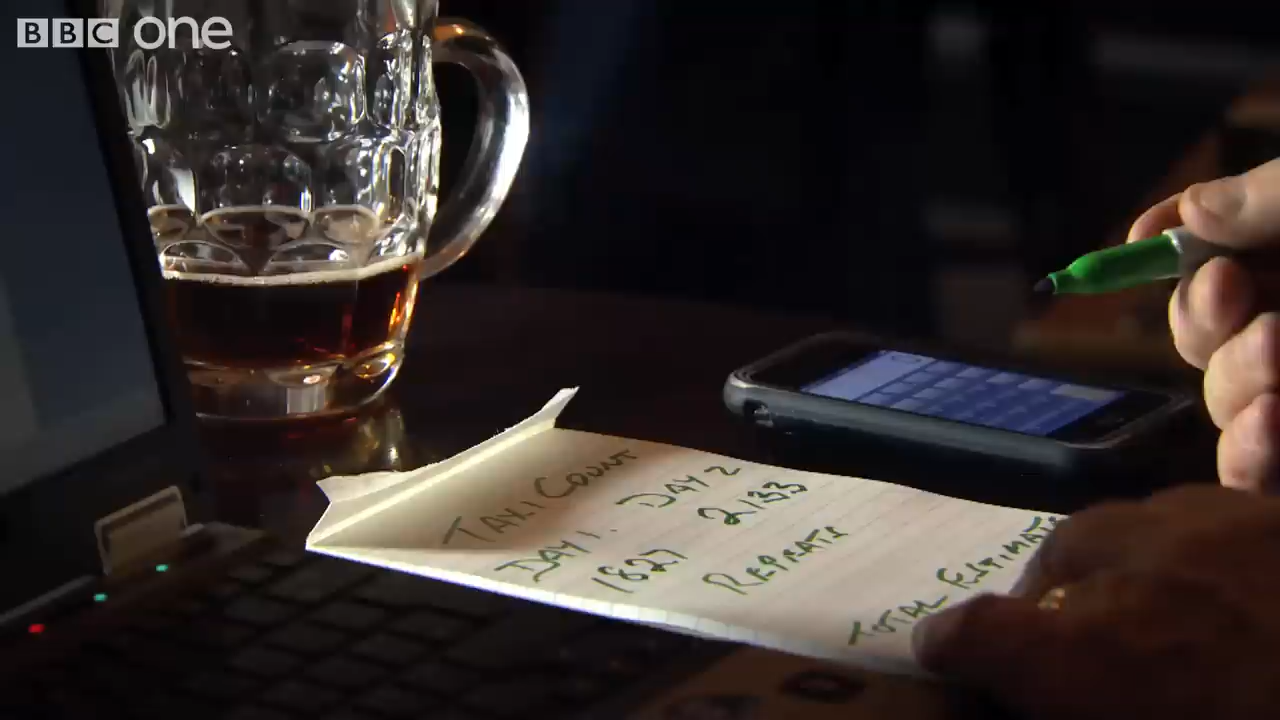 BBC one
TAXI COUNT
DAY 1. DAY 2
1827 2133
REPEATS
TOTAL ESTIMATE